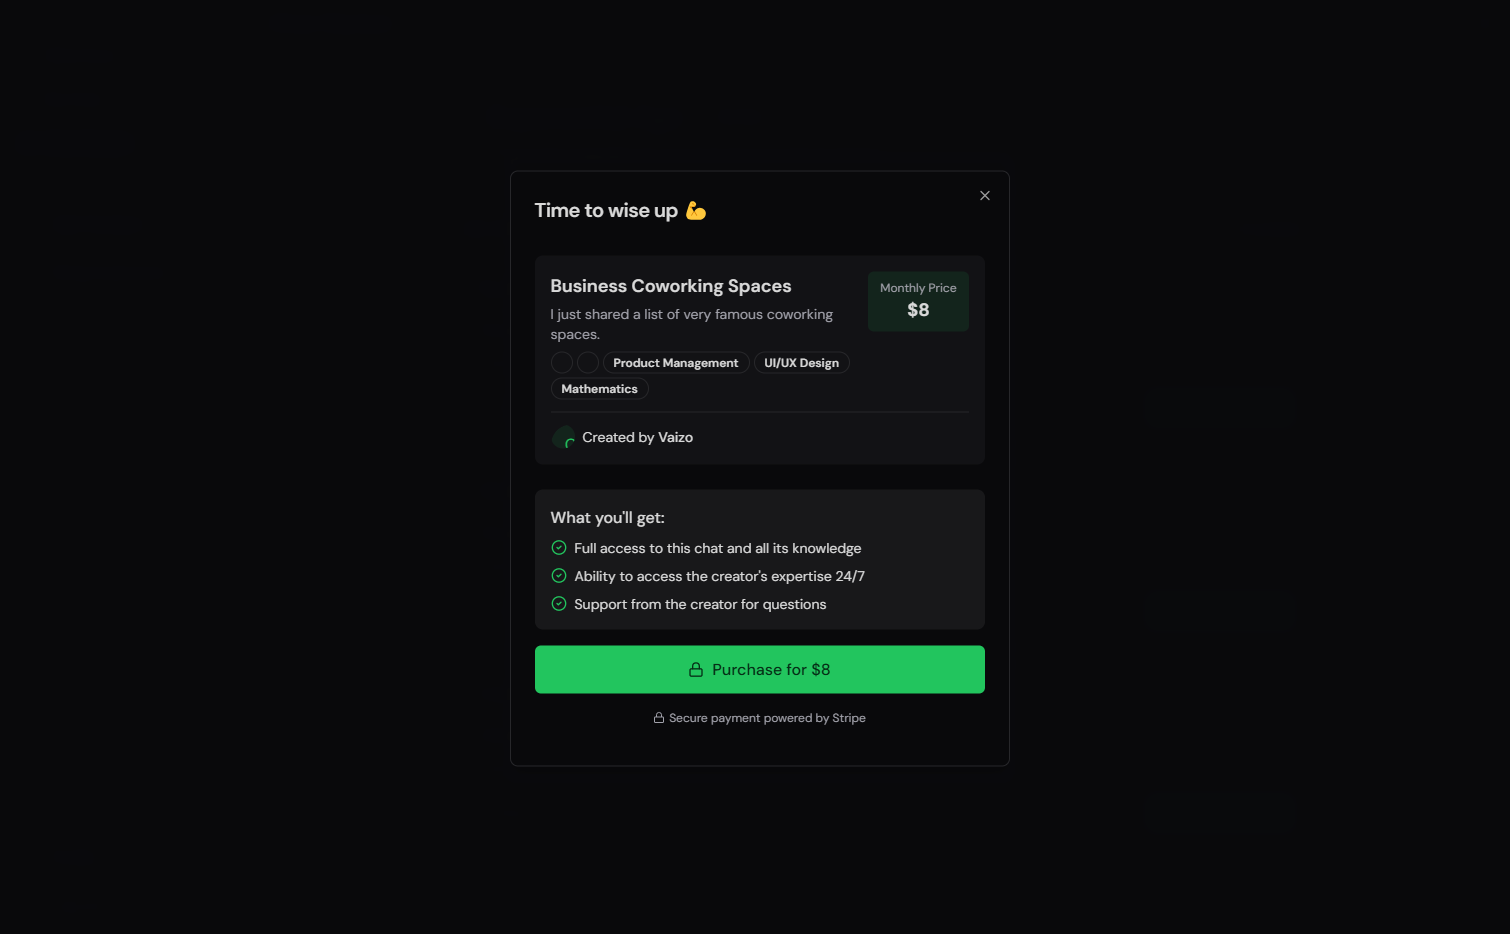 Time to wise up 💪
Business Coworking Spaces
I just shared a list of very famous coworking
spaces.
Monthly Price
$8
Product Management
UI/UX Design
Mathematics
Created by Vaizo
What you'll get:
Full access to this chat and all its knowledge
Ability to access the creator's expertise 24/7
Support from the creator for questions
Purchase for $8
Secure payment powered by Stripe